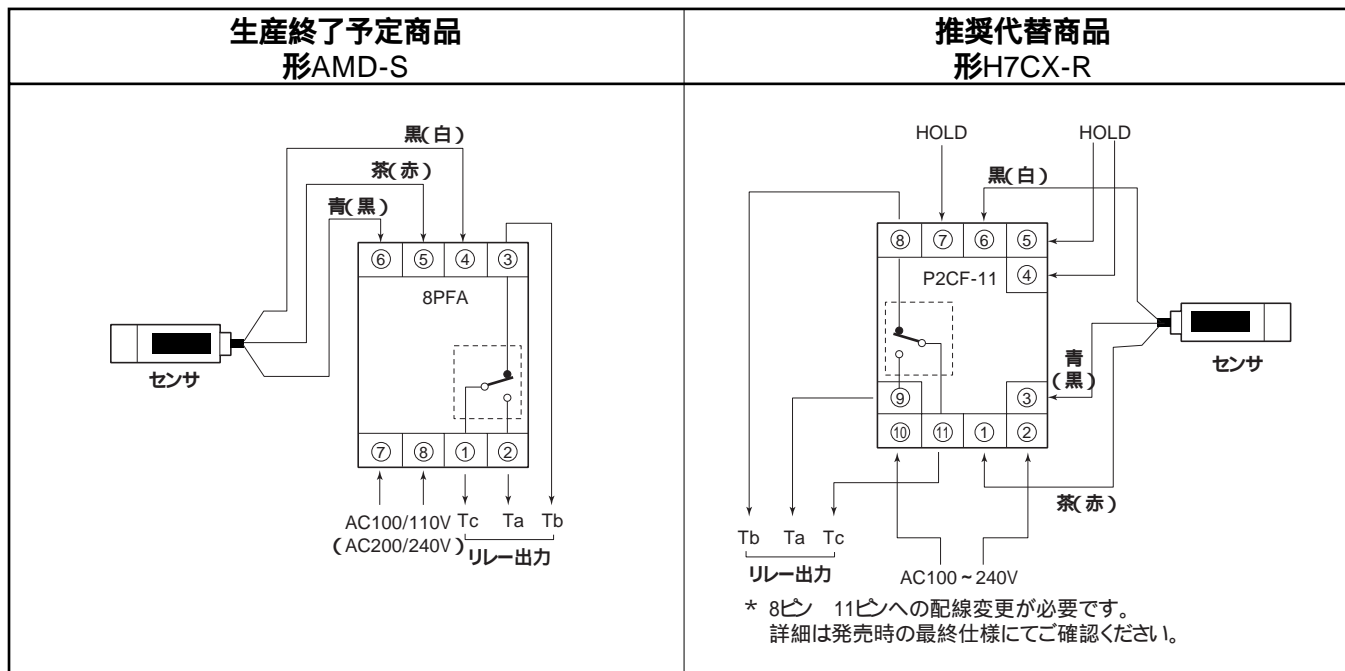 生産終了予定商品
形AMD-S
推奨代替商品
形H7CX-R
黒(白)
茶(赤)
青(黒)
⑥ ⑤ ④ ③
8PFA
センサ
⑦ ⑧ ① ②
AC100/110V
(AC200/240V)
Tc Ta Tb
リレー出力
HOLD
HOLD
黒(白)
⑧ ⑦ ⑥ ⑤
P2CF-11
④
センサ
青
(黒)
⑨ ③
⑩ ⑪ ① ②
茶(赤)
Tb Ta Tc
リレー出力
AC100~240V
* 8ピン 11ピンへの配線変更が必要です。
詳細は発売時の最終仕様にてご確認ください。